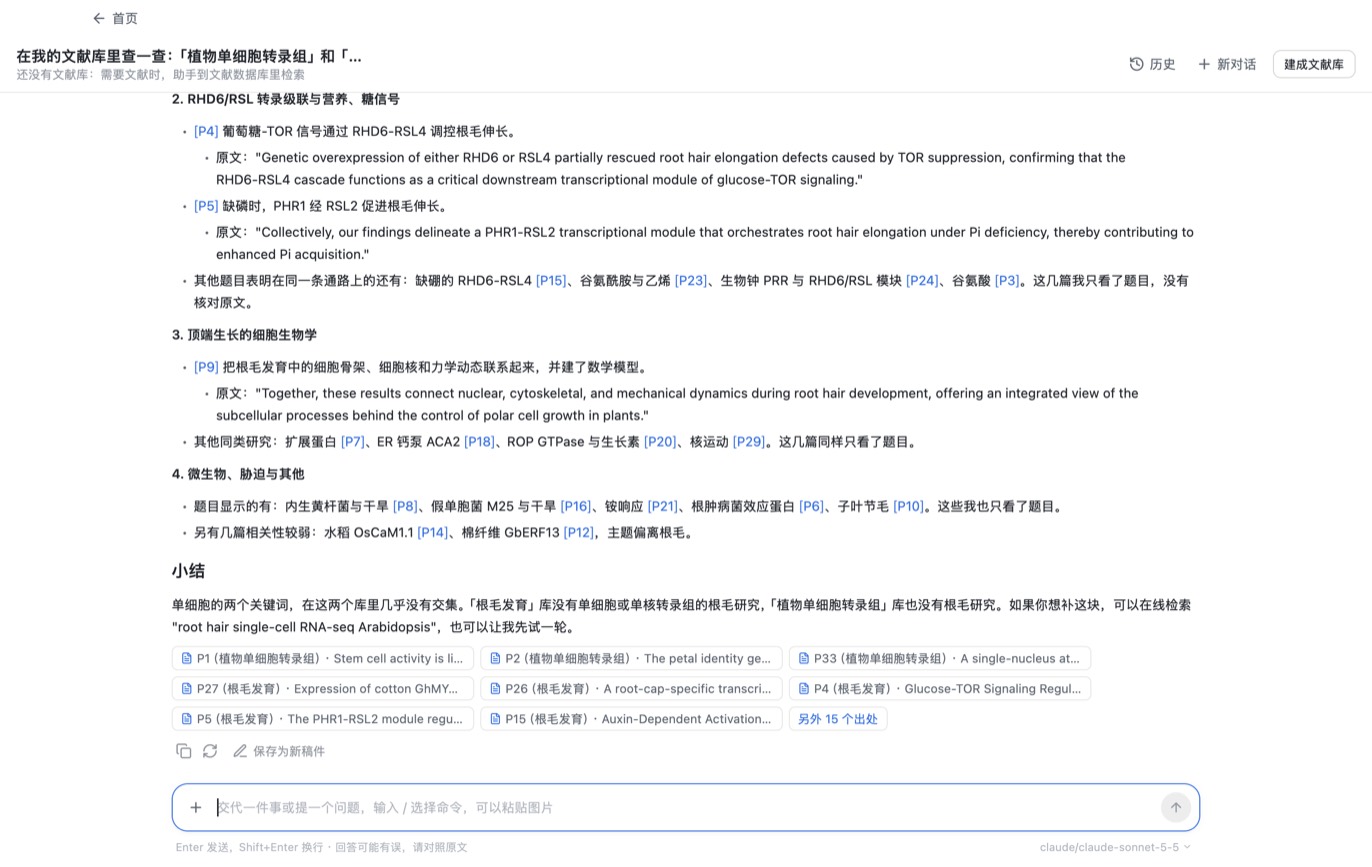 ← 首页
在我的文献库里查一查：「植物单细胞转录组」和「...
还没有文献库：需要文献时，助手到文献数据库里检索
历史
+ 新对话
建成文献库
2. RHD6/RSL 转录级联与营养、糖信号
• [P4] 葡萄糖-TOR 信号通过 RHD6-RSL4 调控根毛伸长。
• 原文："Genetic overexpression of either RHD6 or RSL4 partially rescued root hair elongation defects caused by TOR suppression, confirming that the
RHD6-RSL4 cascade functions as a critical downstream transcriptional module of glucose-TOR signaling."
• [P5] 缺磷时，PHR1 经 RSL2 促进根毛伸长。
• 原文："Collectively, our findings delineate a PHR1-RSL2 transcriptional module that orchestrates root hair elongation under Pi deficiency, thereby contributing to
enhanced Pi acquisition."
• 其他题目表明在同一条通路上的还有：缺硼的 RHD6-RSL4 [P15]、谷氨酰胺与乙烯 [P23]、生物钟 PRR 与 RHD6/RSL 模块 [P24]、谷氨酸 [P3]。这几篇我只看了题目，没有
核对原文。
3. 顶端生长的细胞生物学
• [P9] 把根毛发育中的细胞骨架、细胞核和力学动态联系起来，并建了数学模型。
• 原文："Together, these results connect nuclear, cytoskeletal, and mechanical dynamics during root hair development, offering an integrated view of the
subcellular processes behind the control of polar cell growth in plants."
• 其他同类研究：扩展蛋白 [P7]、ER 钙泵 ACA2 [P18]、ROP GTPase 与生长素 [P20]、核运动 [P29]。这几篇同样只看了题目。
4. 微生物、胁迫与其他
• 题目显示的有：内生黄杆菌与干旱 [P8]、假单胞菌 M25 与干旱 [P16]、铵响应 [P21]、根肿病菌效应蛋白 [P6]、子叶节毛 [P10]。这些我也只看了题目。
• 另有几篇相关性较弱：水稻 OsCaM1.1 [P14]、棉纤维 GbERF13 [P12]，主题偏离根毛。
小结
单细胞的两个关键词，在这两个库里几乎没有交集。「根毛发育」库没有单细胞或单核转录组的根毛研究，「植物单细胞转录组」库也没有根毛研究。如果你想补这块，可以在线检索
"root hair single-cell RNA-seq Arabidopsis"，也可以让我先试一轮。
P1 (植物单细胞转录组) · Stem cell activity is li...
P2 (植物单细胞转录组) · The petal identity ge...
P33 (植物单细胞转录组) · A single-nucleus at...
P27 (根毛发育) · Expression of cotton GhMY...
P26 (根毛发育) · A root-cap-specific transcri...
P4 (根毛发育) · Glucose-TOR Signaling Regul...
P5 (根毛发育) · The PHR1-RSL2 module regu...
P15 (根毛发育) · Auxin-Dependent Activation...
另外 15 个出处
保存为新稿件
+ 交代一件事或提一个问题，输入 / 选择命令，可以粘贴图片
Enter 发送，Shift+Enter 换行 · 回答可能有误，请对照原文
claude/claude-sonnet-5-5